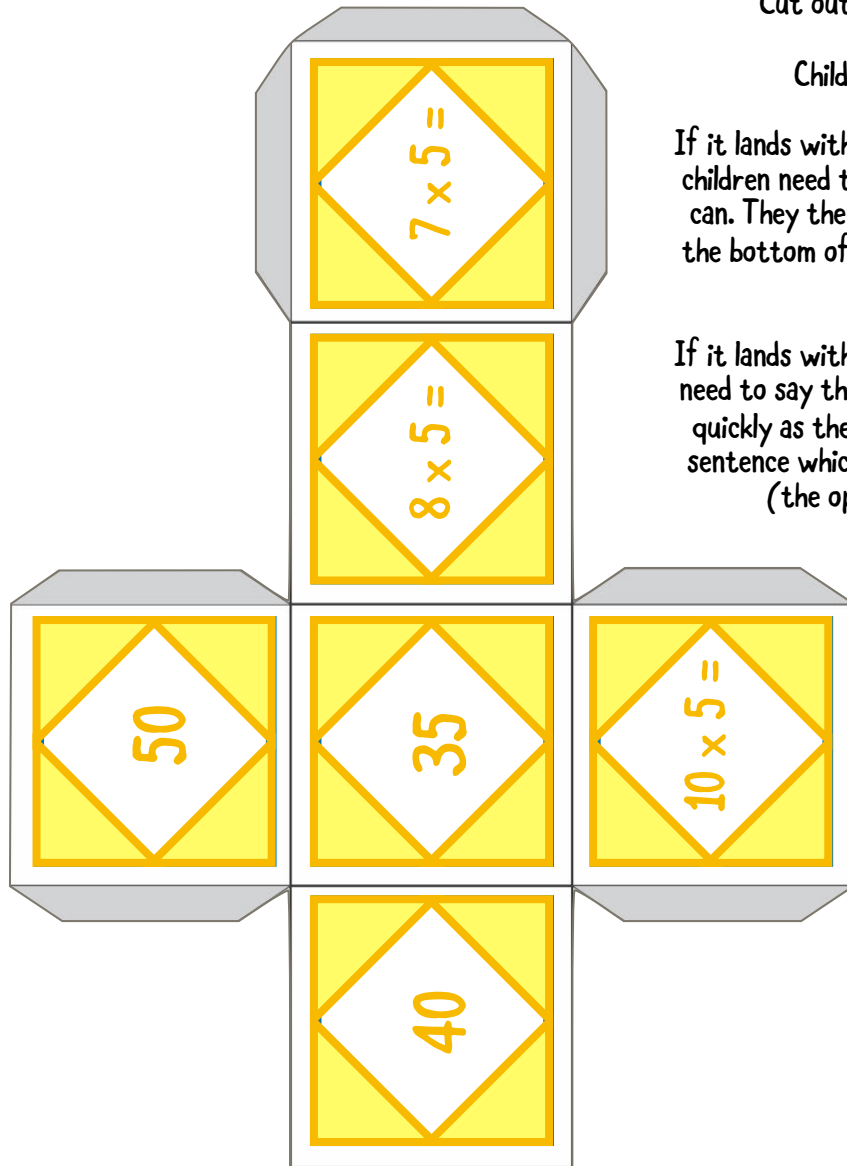 Cut out
Child
If it lands with
children need t
can. They the
the bottom of
If it lands with
need to say th
quickly as the
sentence whic
(the op
7 x 5 =
8 x 5 =
50
35
10 x 5 =
40